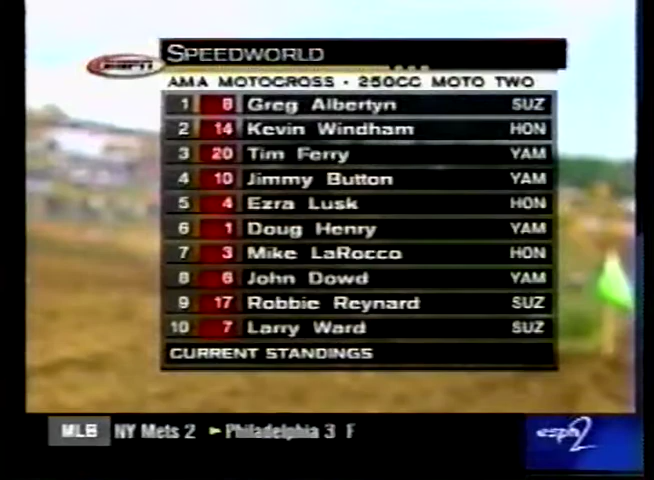 SPEEDWORLD
ESPN
AMA MOTOCROSS - 250CC MOTO TWO
1 8 Greg Albertyn SUZ
2 14 Kevin Windham HON
3 20 Tim Ferry YAM
4 10 Jimmy Button YAM
5 4 Ezra Lusk HON
6 1 Doug Henry YAM
7 3 Mike LaRocco HON
8 6 John Dowd YAM
9 17 Robbie Reynard SUZ
10 7 Larry Ward SUZ
CURRENT STANDINGS
MLB NY Mets 2 ► Philadelphia 3 F
espn2